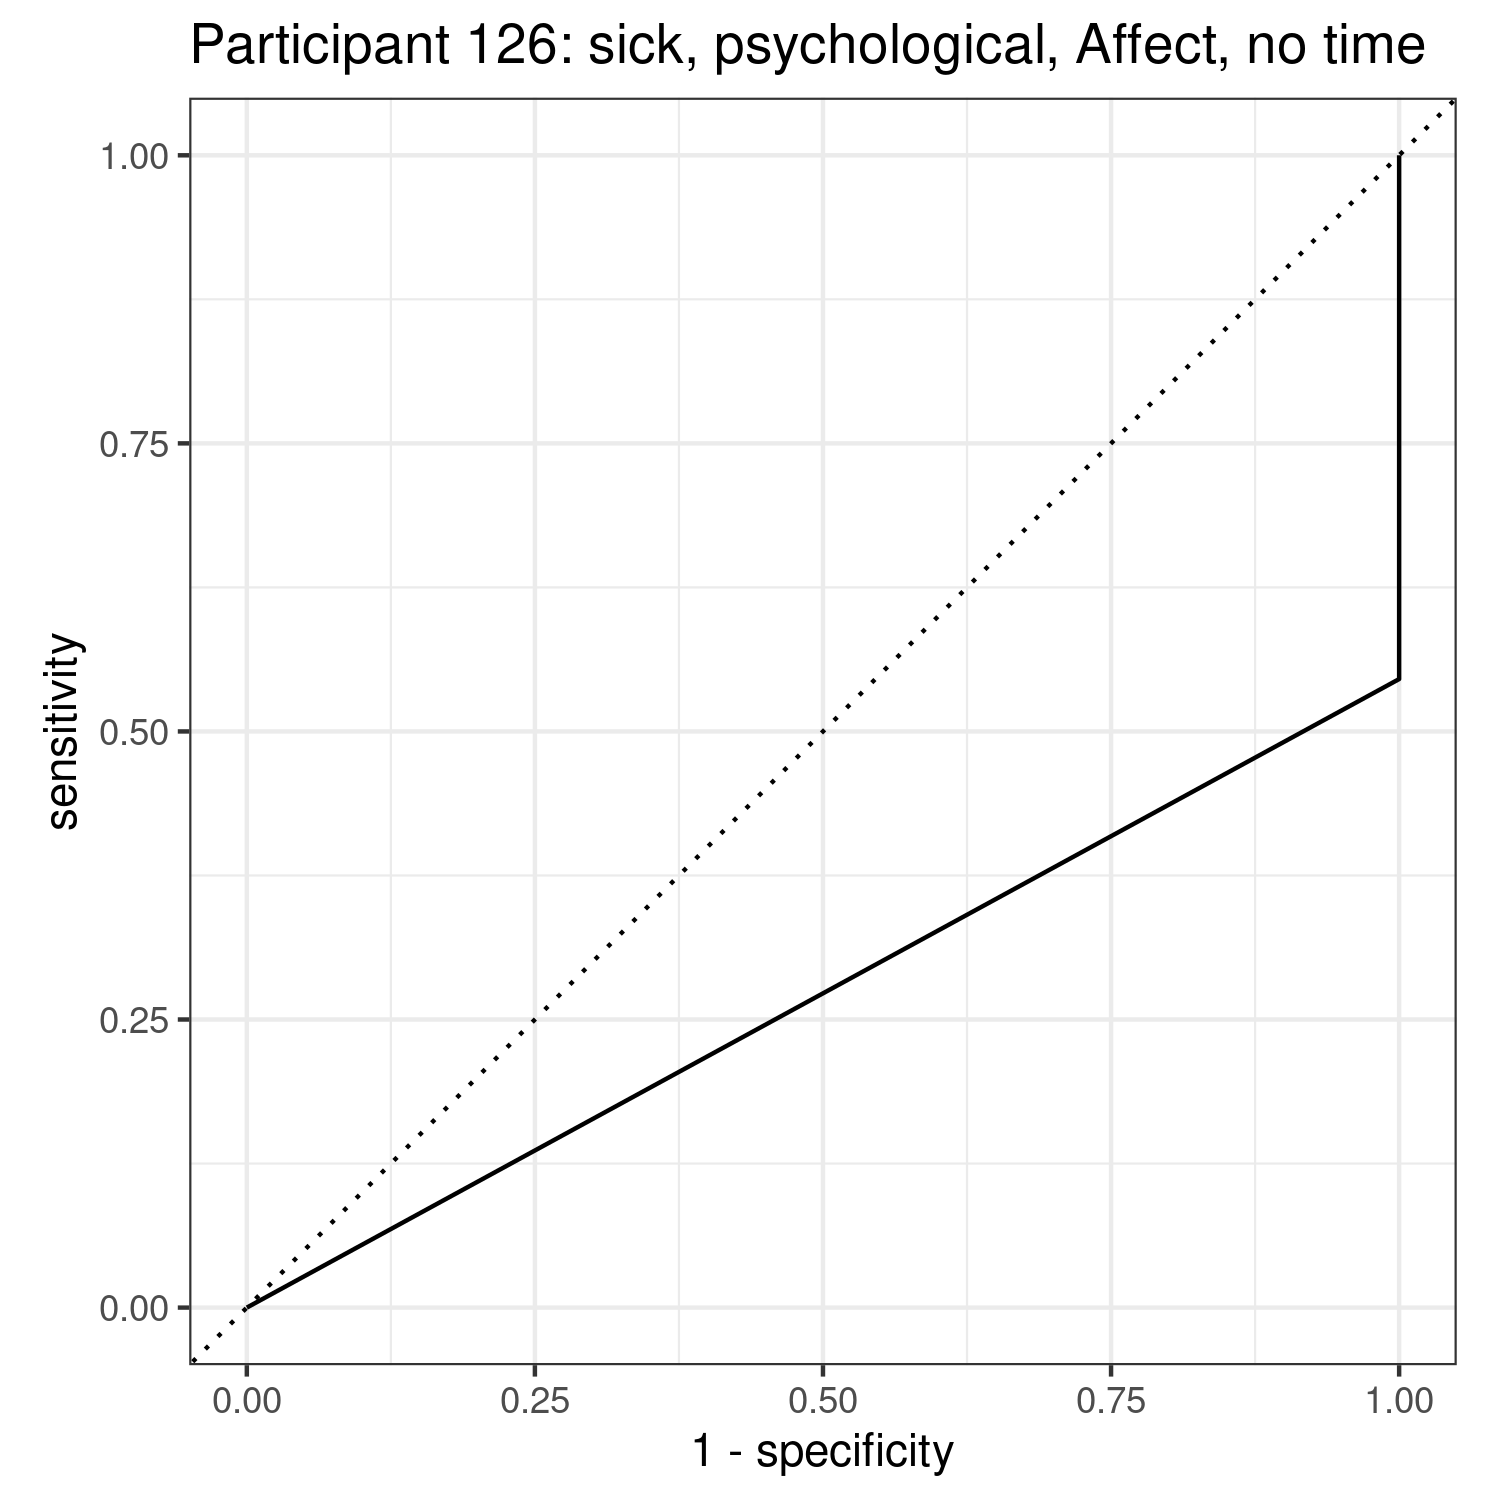 Participant 126: sick, psychological, Affect, no time
1.00
0.75
0.50
0.25
0.00
sensitivity
0.00 0.25 0.50 0.75 1.00
1 - specificity